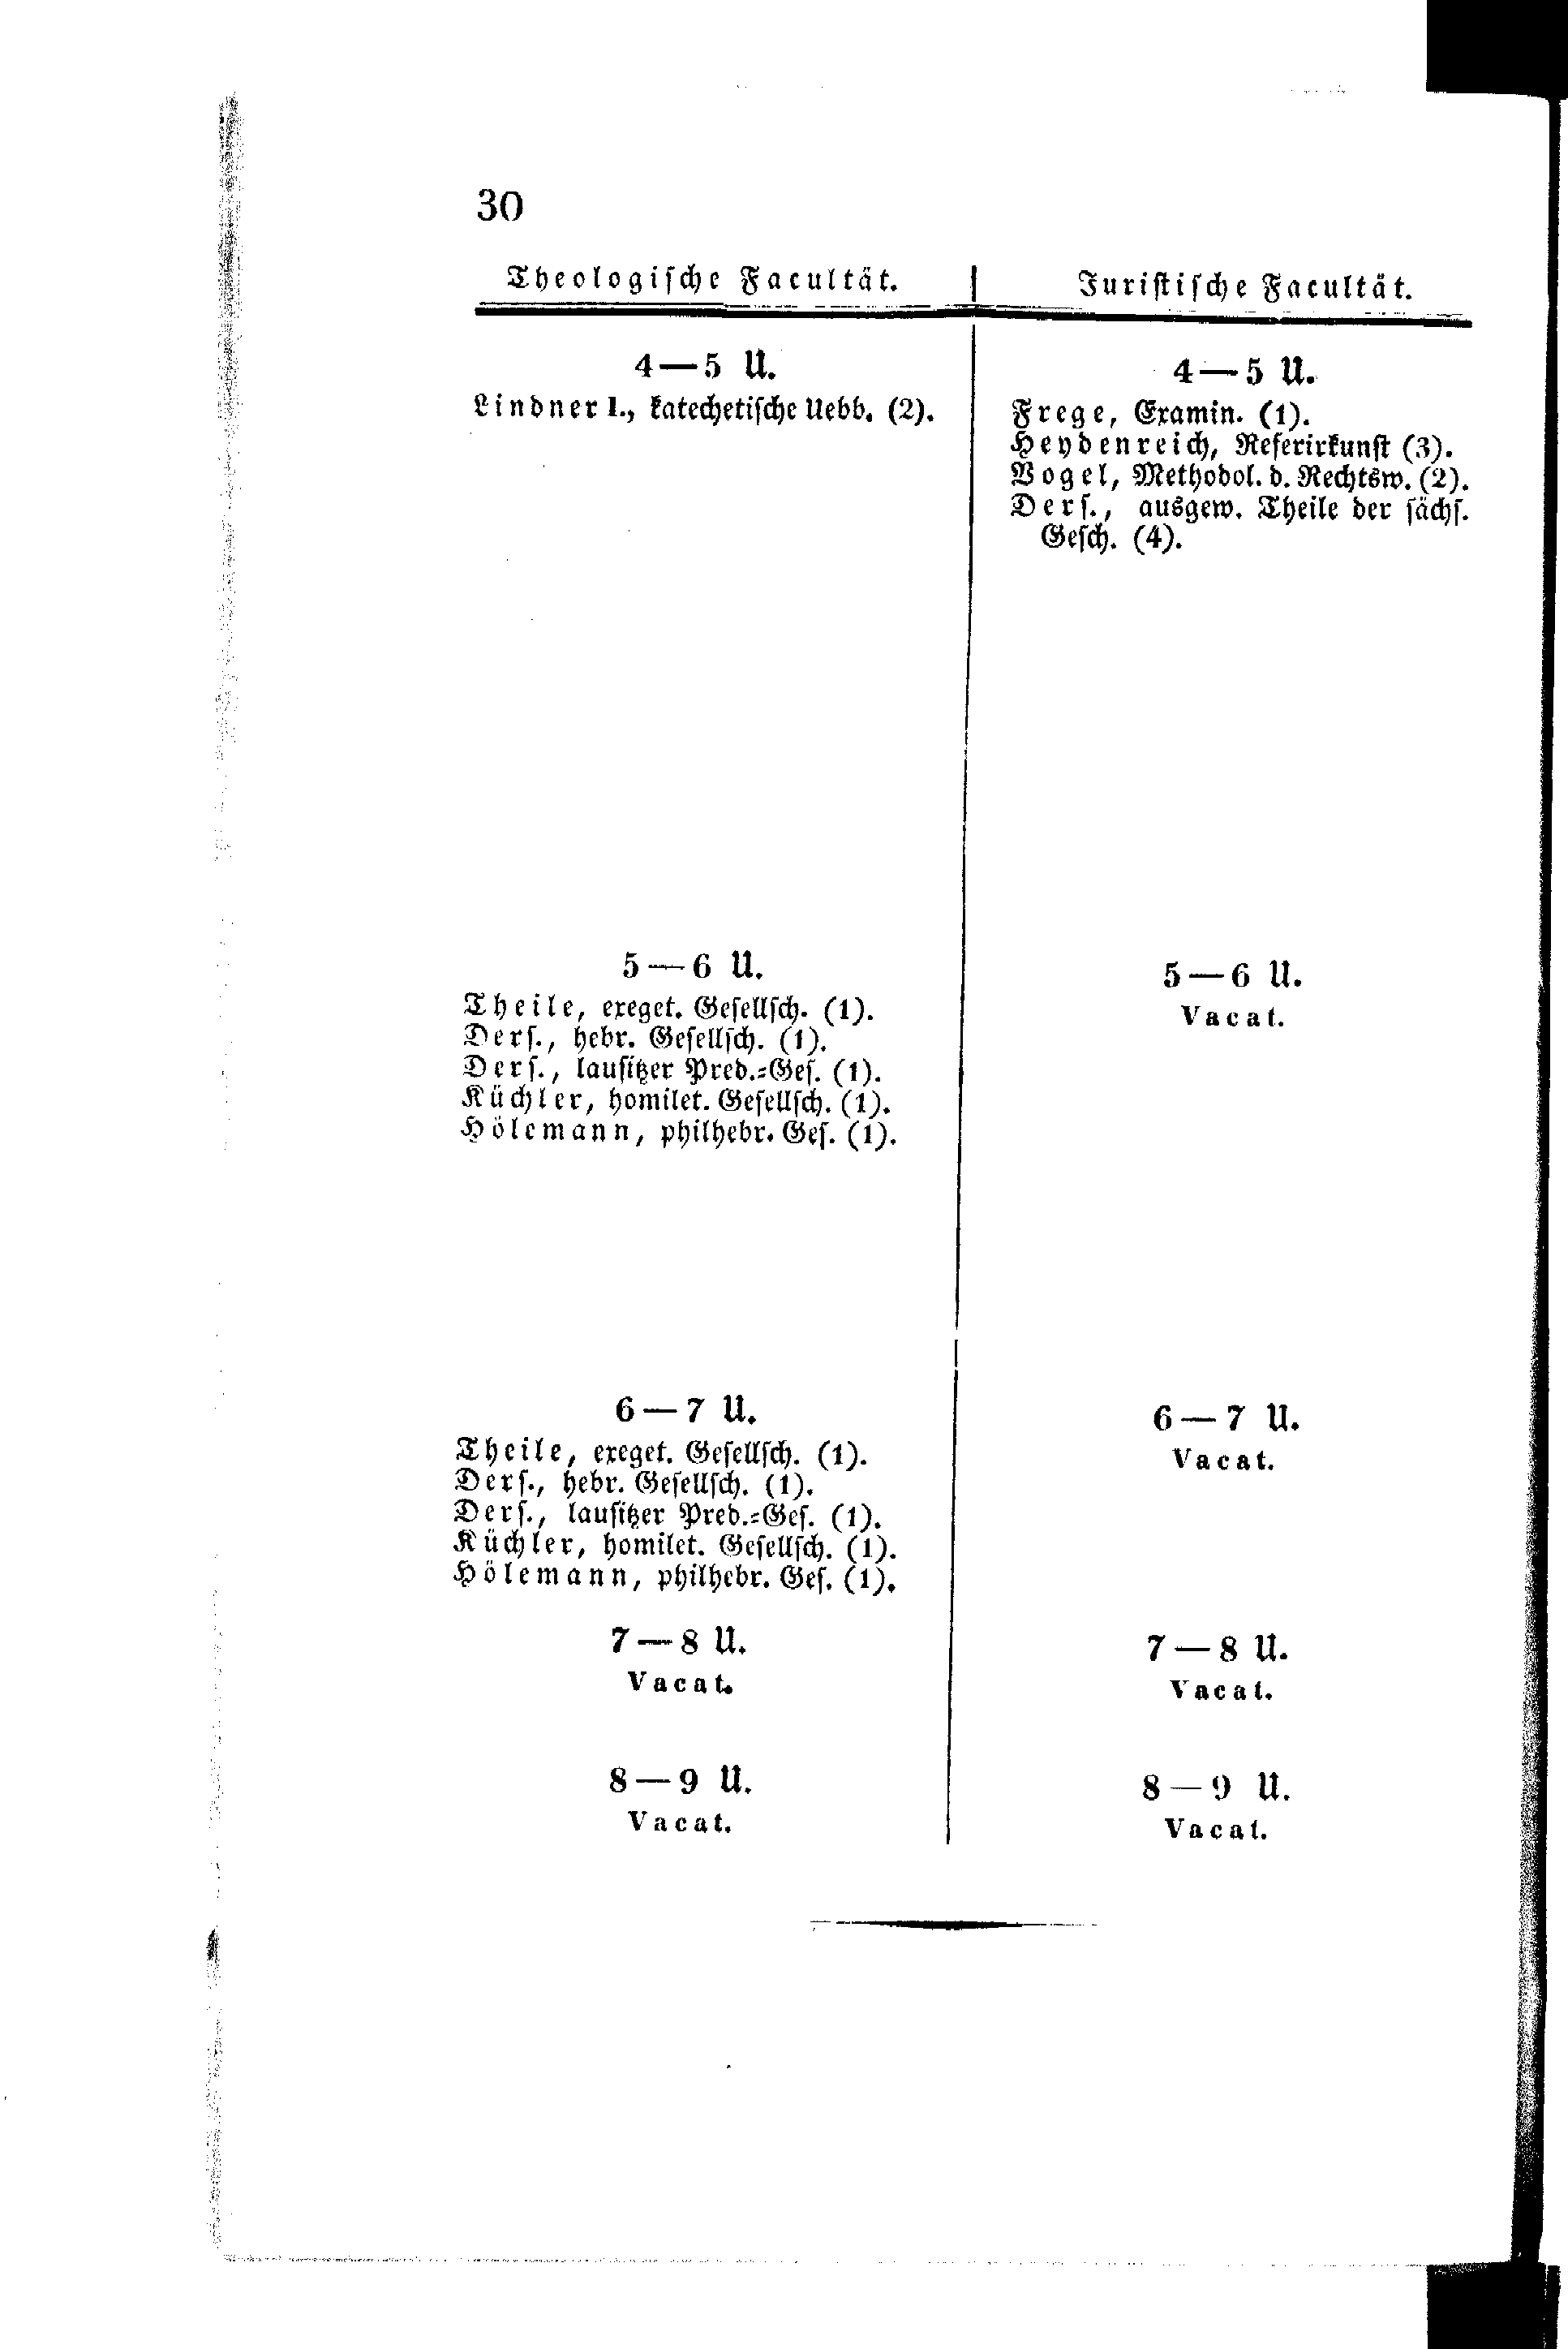 30
Theologische Facultät.
4—5 U.
Lindner I., katechetische Uebb. (2).
5—6 U.
Theile, exeget. Gesellsch. (1).
Ders., hebr. Gesellsch. (1).
Ders., lausitzer Pred.-Ges. (1).
Küchler, homilet. Gesellsch. (1).
Hölemann, philhebr. Ges. (1).
6—7 U.
Theile, exeget. Gesellsch. (1).
Ders., hebr. Gesellsch. (1).
Ders., lausitzer Pred.-Ges. (1).
Küchler, homilet. Gesellsch. (1).
Hölemann, philhebr. Ges. (1).
7—8 U.
Vacat.
8—9 U.
Vacat.
Juristische Facultät.
4—5 U.
Frege, Examin. (1).
Heydenreich, Referirkunst (3).
Vogel, Methodol. d. Rechtsw. (2).
Ders., ausgew. Theile der sächs.
Gesch. (4).
5—6 U.
Vacat.
6—7 U.
Vacat.
7—8 U.
Vacat.
8—9 U.
Vacat.